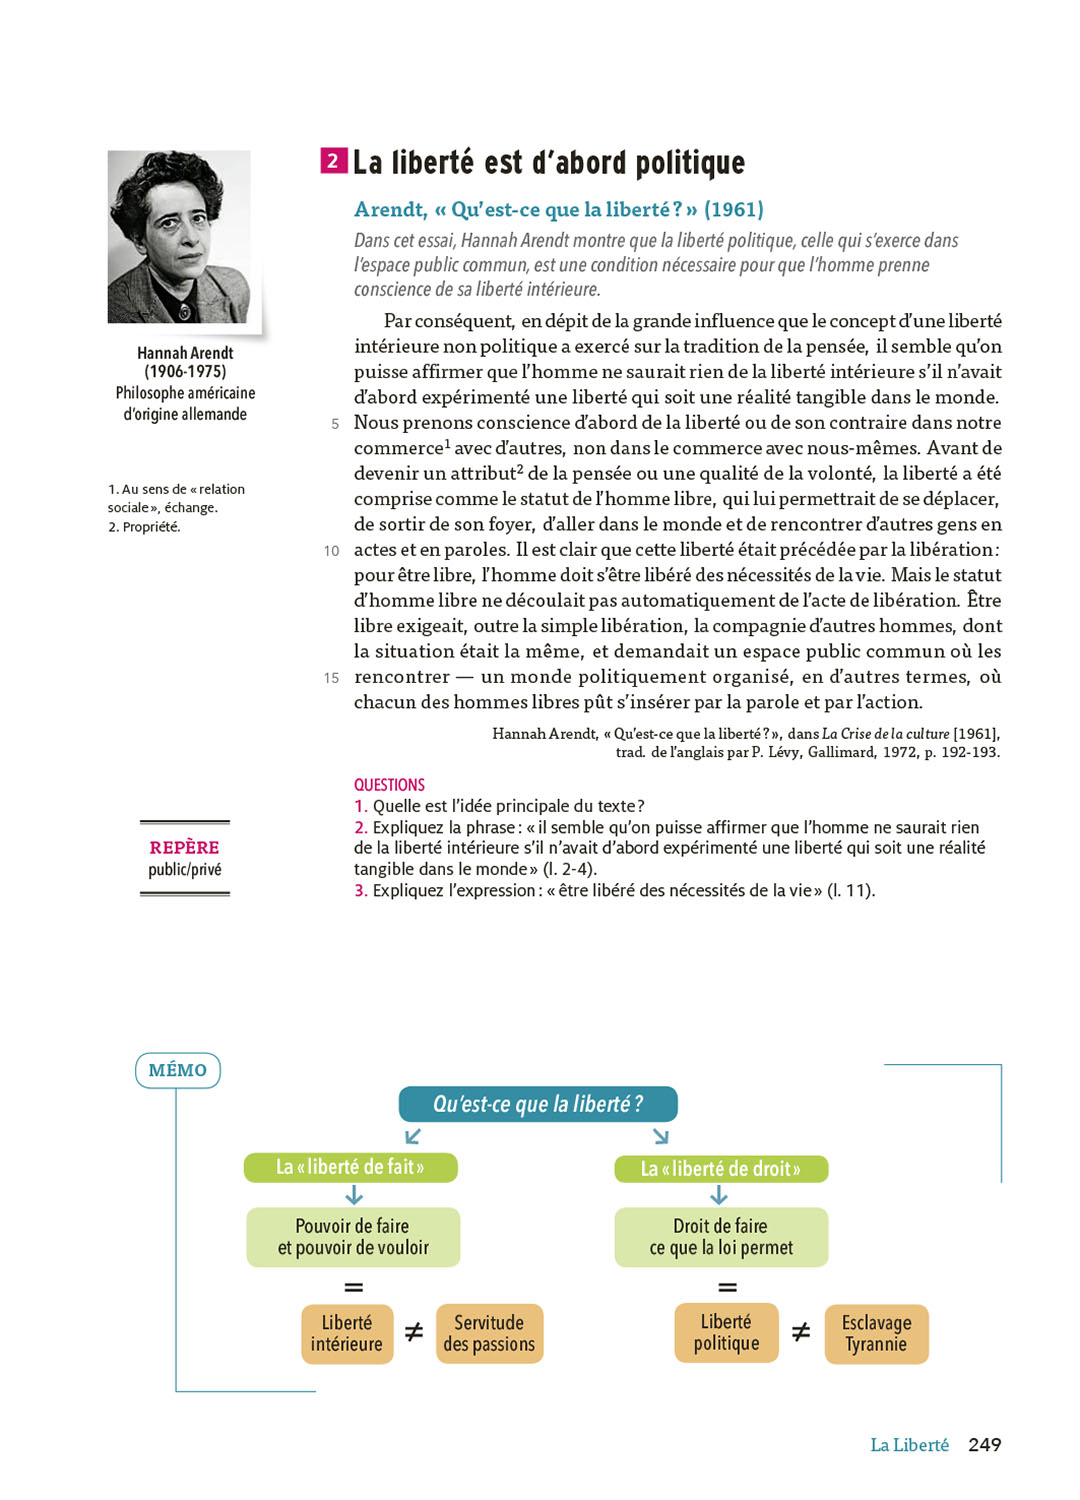 2 La liberté est d’abord politique
Arendt, « Qu’est-ce que la liberté ? » (1961)
Dans cet essai, Hannah Arendt montre que la liberté politique, celle qui s’exerce dans
l’espace public commun, est une condition nécessaire pour que l’homme prenne
conscience de sa liberté intérieure.
Hannah Arendt
(1906-1975)
Philosophe américaine
d’origine allemande
1. Au sens de « relation
sociale », échange.
2. Propriété.
Par conséquent, en dépit de la grande influence que le concept d’une liberté
intérieure non politique a exercé sur la tradition de la pensée, il semble qu’on
puisse affirmer que l’homme ne saurait rien de la liberté intérieure s’il n’avait
d’abord expérimenté une liberté qui soit une réalité tangible dans le monde.
5 Nous prenons conscience d’abord de la liberté ou de son contraire dans notre
commerce¹ avec d’autres, non dans le commerce avec nous-mêmes. Avant de
devenir un attribut² de la pensée ou une qualité de la volonté, la liberté a été
comprise comme le statut de l’homme libre, qui lui permettrait de se déplacer,
de sortir de son foyer, d’aller dans le monde et de rencontrer d’autres gens en
10 actes et en paroles. Il est clair que cette liberté était précédée par la libération :
pour être libre, l’homme doit s’être libéré des nécessités de la vie. Mais le statut
d’homme libre ne découlait pas automatiquement de l’acte de libération. Être
libre exigeait, outre la simple libération, la compagnie d’autres hommes, dont
la situation était la même, et demandait un espace public commun où les
15 rencontrer — un monde politiquement organisé, en d’autres termes, où
chacun des hommes libres pût s’insérer par la parole et par l’action.
Hannah Arendt, « Qu’est-ce que la liberté ? », dans La Crise de la culture [1961],
trad. de l’anglais par P. Lévy, Gallimard, 1972, p. 192-193.
QUESTIONS
1. Quelle est l’idée principale du texte ?
2. Expliquez la phrase : « il semble qu’on puisse affirmer que l’homme ne saurait rien
de la liberté intérieure s’il n’avait d’abord expérimenté une liberté qui soit une réalité
tangible dans le monde » (l. 2-4).
3. Expliquez l’expression : « être libéré des nécessités de la vie » (l. 11).
REPÈRE
public/privé
MÉMO
Qu’est-ce que la liberté ?
La « liberté de fait »
La « liberté de droit »
Pouvoir de faire
et pouvoir de vouloir
Droit de faire
ce que la loi permet
=
=
Liberté
intérieure
≠
Servitude
des passions
Liberté
politique
≠
Esclavage
Tyrannie
La Liberté 249